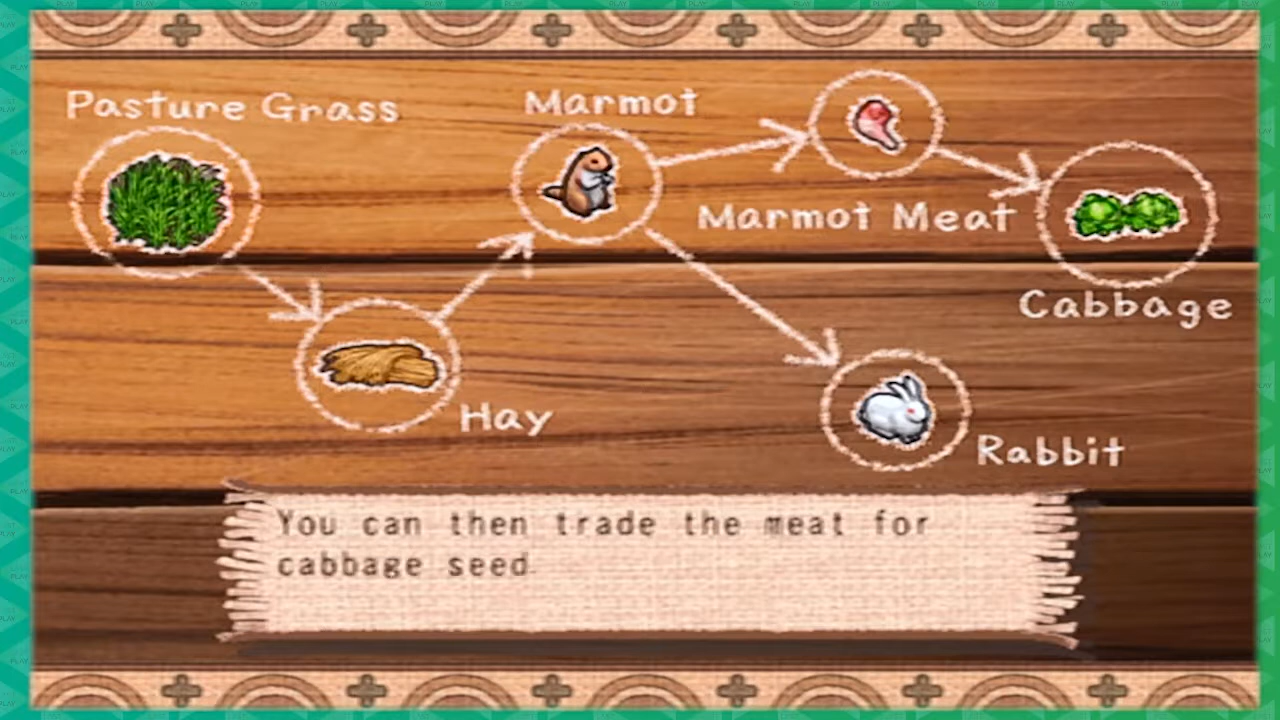 Pasture Grass
Marmot
Marmot Meat
Cabbage
Hay
Rabbit
You can then trade the meat for
cabbage seed.